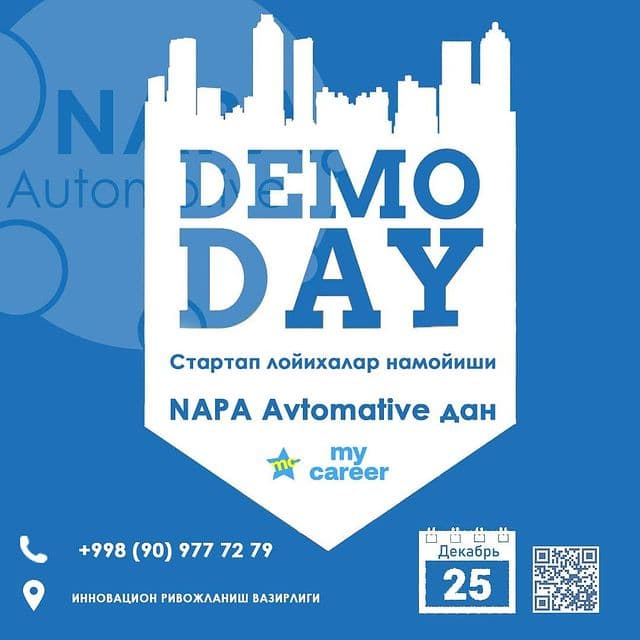 NAPA
Automotive
DEMO
DAY
Стартап лойихалар намойиши
NAPA Avtomative дан
mc
my
career
+998 (90) 977 72 79
ИННОВАЦИОН РИВОЖЛАНИШ ВАЗИРЛИГИ
Декабрь
25